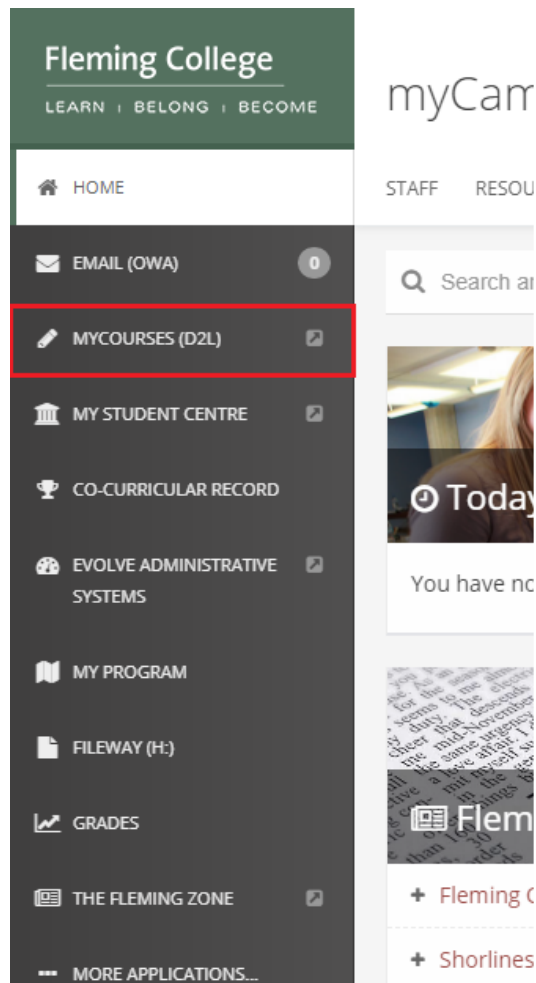 Fleming College
LEARN | BELONG | BECOME
HOME
EMAIL (OWA)
0
MYCOURSES (D2L)
MY STUDENT CENTRE
CO-CURRICULAR RECORD
EVOLVE ADMINISTRATIVE
SYSTEMS
MY PROGRAM
FILEWAY (H:)
GRADES
THE FLEMING ZONE
MORE APPLICATIONS...
myCam
STAFF RESOU
Search ar
Today
You have no
Flem
Fleming C
Shorlines